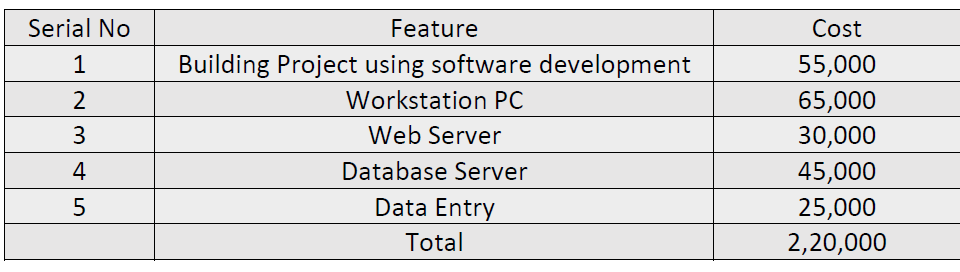 Serial No Feature Cost
1 Building Project using software development 55,000
2 Workstation PC 65,000
3 Web Server 30,000
4 Database Server 45,000
5 Data Entry 25,000
Total 2,20,000